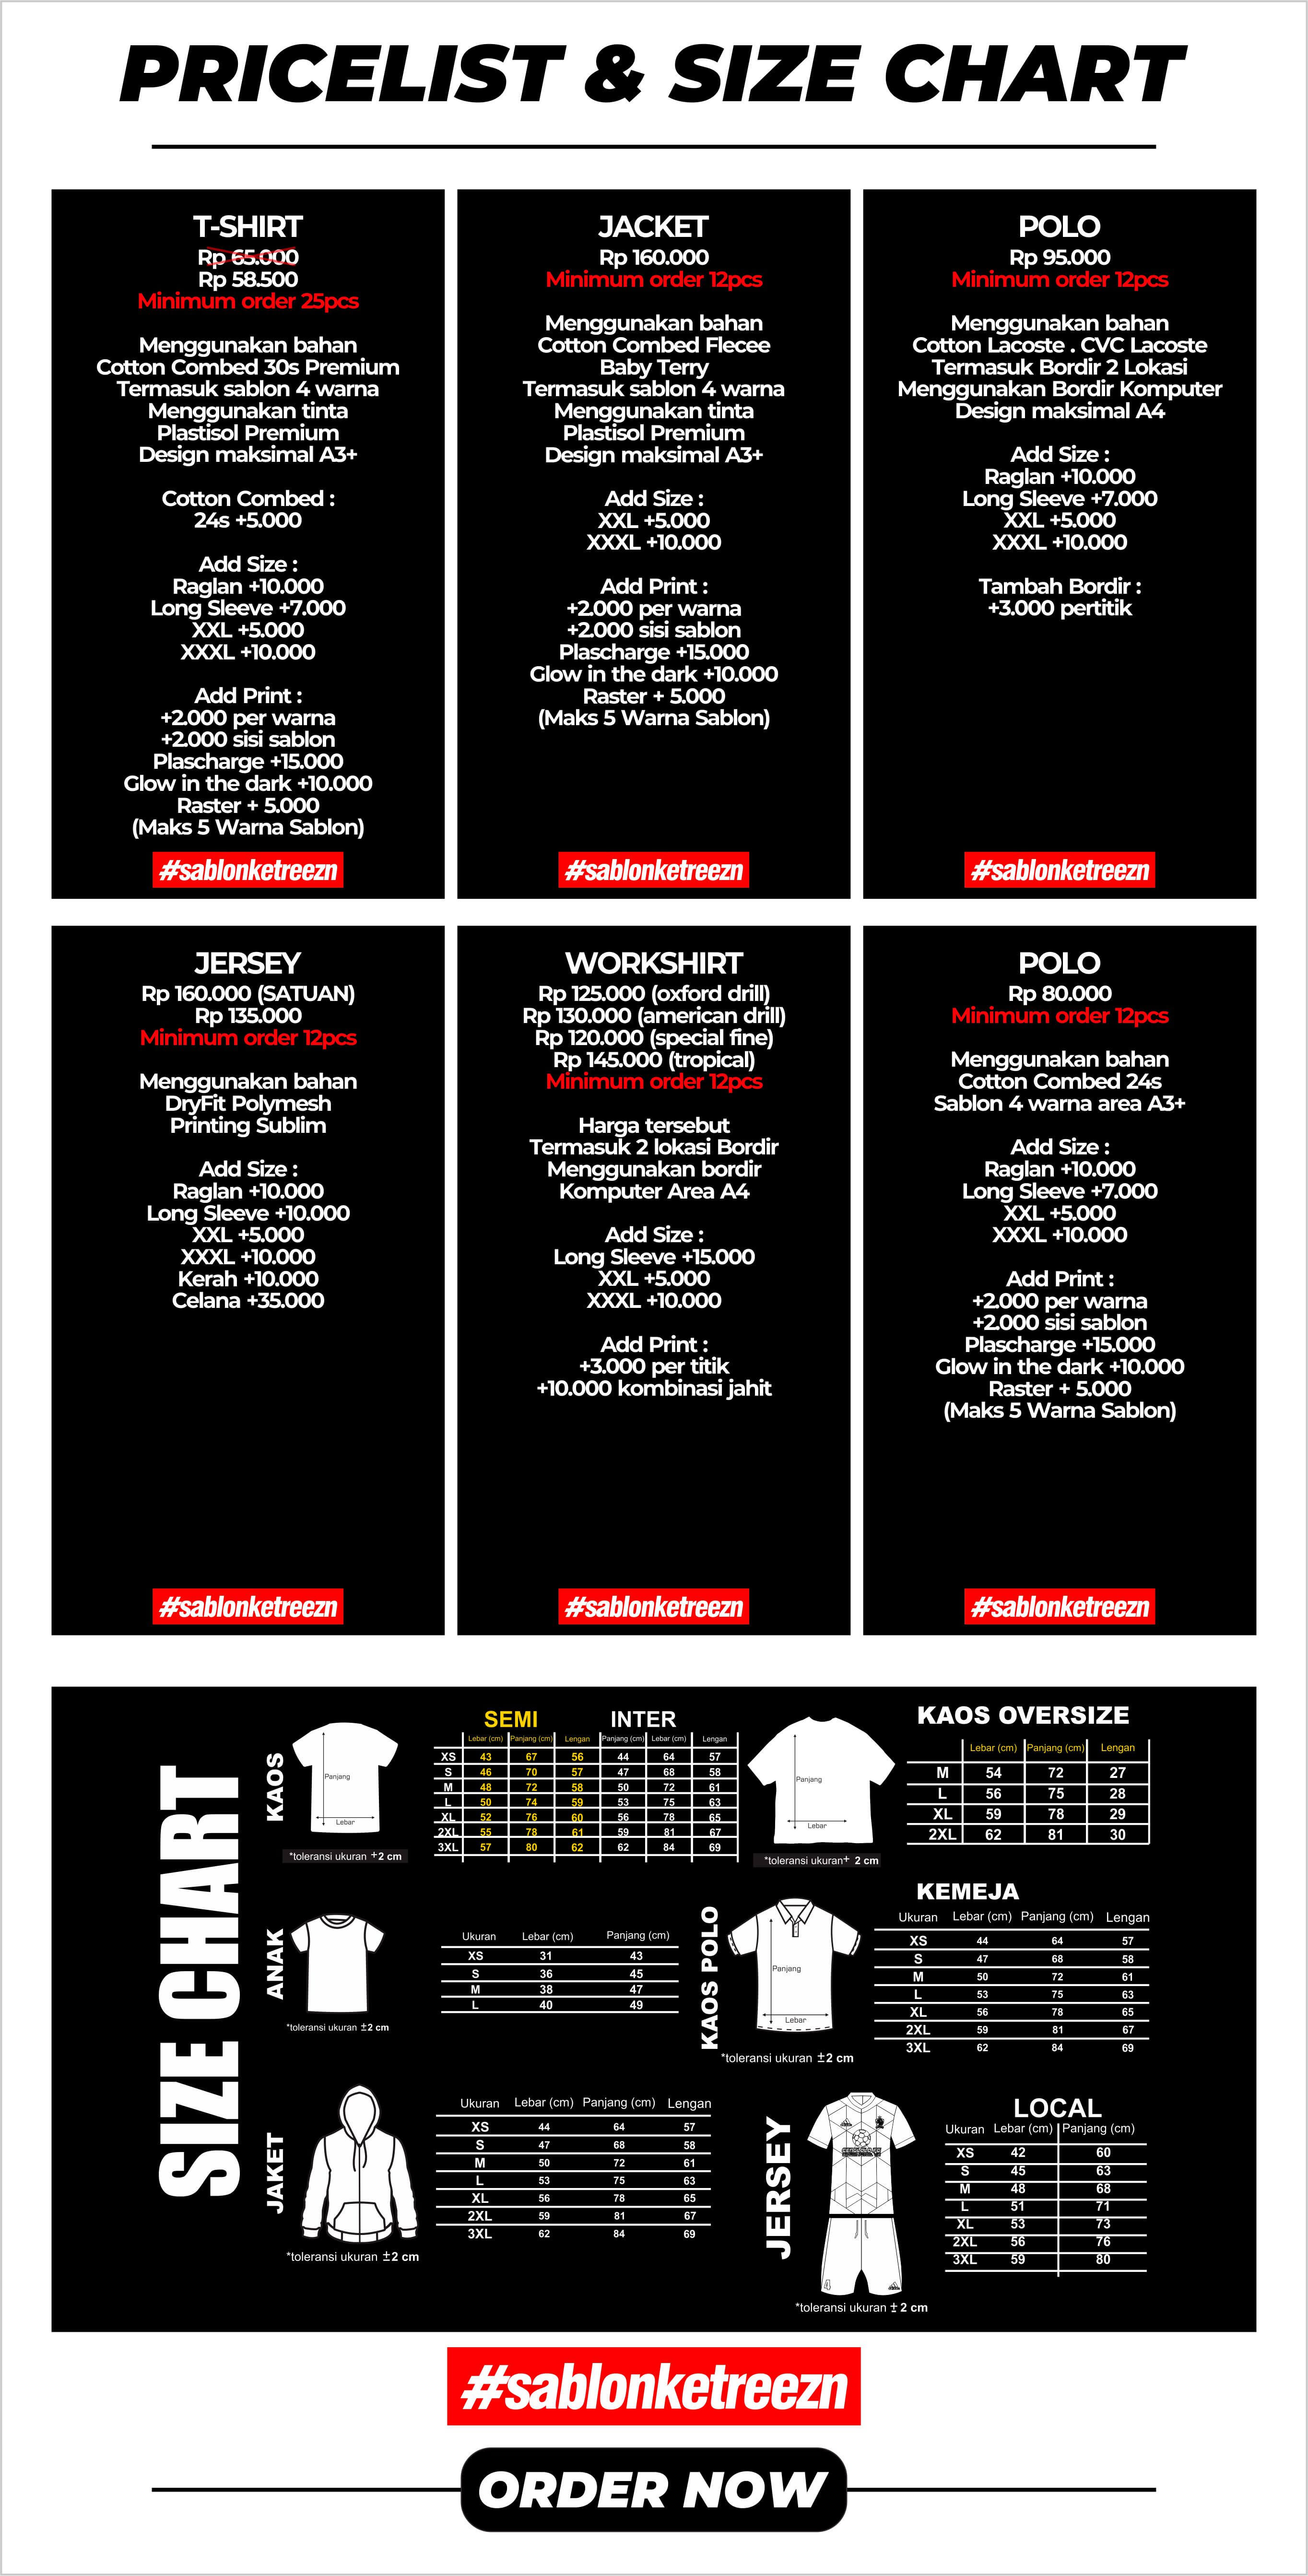 PRICELIST & SIZE CHART
T-SHIRT
Rp 65.000
Rp 58.500
Minimum order 25pcs
Menggunakan bahan
Cotton Combed 30s Premium
Termasuk sablon 4 warna
Menggunakan tinta
Plastisol Premium
Design maksimal A3+
Cotton Combed :
24s +5.000
Add Size :
Raglan +10.000
Long Sleeve +7.000
XXL +5.000
XXXL +10.000
Add Print :
+2.000 per warna
+2.000 sisi sablon
Plascharge +15.000
Glow in the dark +10.000
Raster + 5.000
(Maks 5 Warna Sablon)
#sablonketreezn
JACKET
Rp 160.000
Minimum order 12pcs
Menggunakan bahan
Cotton Combed Flecee
Baby Terry
Termasuk sablon 4 warna
Menggunakan tinta
Plastisol Premium
Design maksimal A3+
Add Size :
XXL +5.000
XXXL +10.000
Add Print :
+2.000 per warna
+2.000 sisi sablon
Plascharge +15.000
Glow in the dark +10.000
Raster + 5.000
(Maks 5 Warna Sablon)
#sablonketreezn
POLO
Rp 95.000
Minimum order 12pcs
Menggunakan bahan
Cotton Lacoste . CVC Lacoste
Termasuk Bordir 2 Lokasi
Menggunakan Bordir Komputer
Design maksimal A4
Add Size :
Raglan +10.000
Long Sleeve +7.000
XXL +5.000
XXXL +10.000
Tambah Bordir :
+3.000 pertitik
#sablonketreezn
JERSEY
Rp 160.000 (SATUAN)
Rp 135.000
Minimum order 12pcs
Menggunakan bahan
DryFit Polymesh
Printing Sublim
Add Size :
Raglan +10.000
Long Sleeve +10.000
XXL +5.000
XXXL +10.000
Kerah +10.000
Celana +35.000
#sablonketreezn
WORKSHIRT
Rp 125.000 (oxford drill)
Rp 130.000 (american drill)
Rp 120.000 (special fine)
Rp 145.000 (tropical)
Minimum order 12pcs
Harga tersebut
Termasuk 2 lokasi Bordir
Menggunakan bordir
Komputer Area A4
Add Size :
Long Sleeve +15.000
XXL +5.000
XXXL +10.000
Add Print :
+3.000 per titik
+10.000 kombinasi jahit
#sablonketreezn
POLO
Rp 80.000
Minimum order 12pcs
Menggunakan bahan
Cotton Combed 24s
Sablon 4 warna area A3+
Add Size :
Raglan +10.000
Long Sleeve +7.000
XXL +5.000
XXXL +10.000
Add Print :
+2.000 per warna
+2.000 sisi sablon
Plascharge +15.000
Glow in the dark +10.000
Raster + 5.000
(Maks 5 Warna Sablon)
#sablonketreezn
SIZE CHART
KAOS
Panjang
Lebar
*toleransi ukuran +2 cm
SEMI INTER
Lebar (cm) Panjang (cm) Lengan Panjang (cm) Lebar (cm) Lengan
XS 43 67 56 44 64 57
S 46 70 57 47 68 58
M 48 72 58 50 72 61
L 50 74 59 53 75 63
XL 52 76 60 56 78 65
2XL 55 78 61 59 81 67
3XL 57 80 62 62 84 69
Panjang
Lebar
*toleransi ukuran+ 2 cm
KAOS OVERSIZE
Lebar (cm) Panjang (cm) Lengan
M 54 72 27
L 56 75 28
XL 59 78 29
2XL 62 81 30
ANAK
*toleransi ukuran ±2 cm
Ukuran Lebar (cm) Panjang (cm)
XS 31 43
S 36 45
M 38 47
L 40 49
KAOS POLO
Panjang
Lebar
*toleransi ukuran ±2 cm
KEMEJA
Ukuran Lebar (cm) Panjang (cm) Lengan
XS 44 64 57
S 47 68 58
M 50 72 61
L 53 75 63
XL 56 78 65
2XL 59 81 67
3XL 62 84 69
JAKET
*toleransi ukuran ±2 cm
Ukuran Lebar (cm) Panjang (cm) Lengan
XS 44 64 57
S 47 68 58
M 50 72 61
L 53 75 63
XL 56 78 65
2XL 59 81 67
3XL 62 84 69
JERSEY
4
*toleransi ukuran ± 2 cm
LOCAL
Ukuran Lebar (cm) Panjang (cm)
XS 42 60
S 45 63
M 48 68
L 51 71
XL 53 73
2XL 56 76
3XL 59 80
#sablonketreezn
ORDER NOW